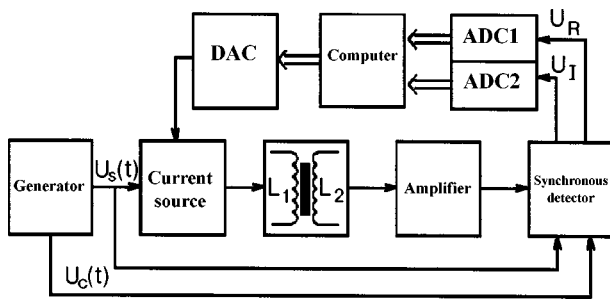 DAC
Computer
ADC1
ADC2
U_R
U_I
Generator
U_s(t)
Current
source
L_1
L_2
Amplifier
Synchronous
detector
U_c(t)